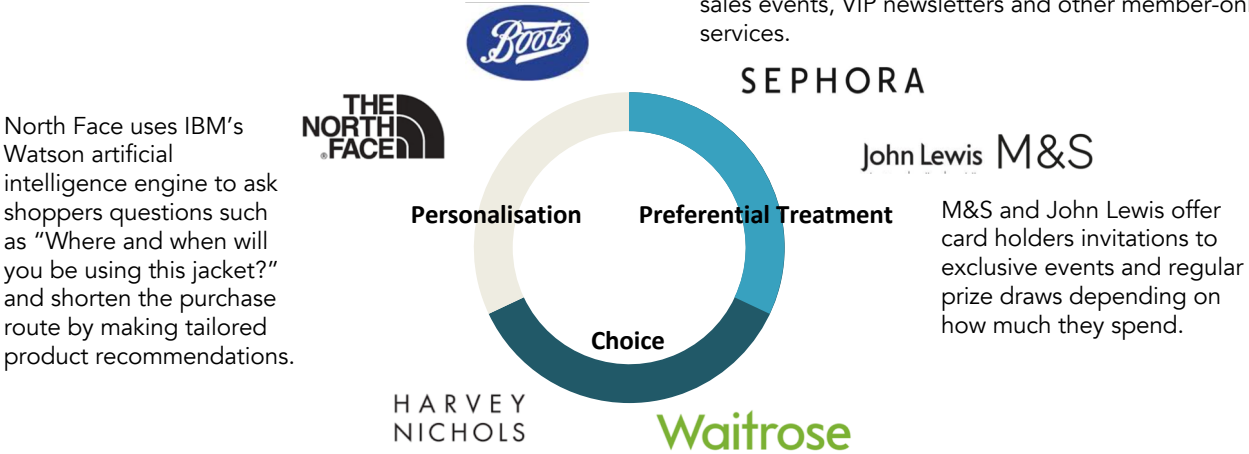 sales events, VIP newsletters and other member-onl
services.
Boots
SEPHORA
THE
NORTH
FACE
John Lewis M&S
North Face uses IBM’s
Watson artificial
intelligence engine to ask
shoppers questions such
as “Where and when will
you be using this jacket?”
and shorten the purchase
route by making tailored
product recommendations.
Personalisation
Preferential Treatment
M&S and John Lewis offer
card holders invitations to
exclusive events and regular
prize draws depending on
how much they spend.
Choice
HARVEY
NICHOLS
Waitrose